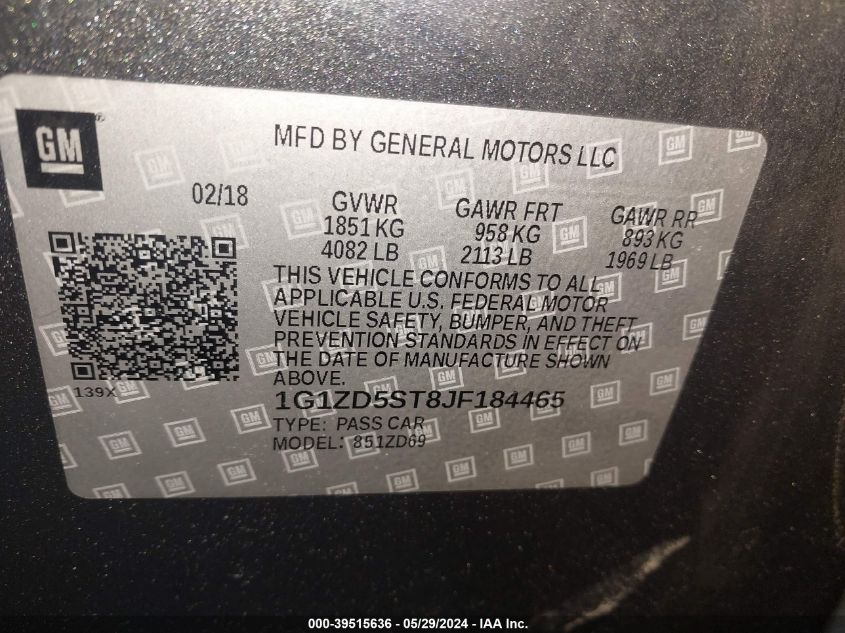 GM
MFD BY GENERAL MOTORS LLC
02/18
GVWR
1851 KG
4082 LB
GAWR FRT
958 KG
2113 LB
GAWR RR
893 KG
1969 LB
THIS VEHICLE CONFORMS TO ALL
APPLICABLE U.S. FEDERAL MOTOR
VEHICLE SAFETY, BUMPER, AND THEFT
PREVENTION STANDARDS IN EFFECT ON
THE DATE OF MANUFACTURE SHOWN
ABOVE.
139X
1G1ZD5ST8JF184465
TYPE: PASS CAR
MODEL: 851ZD69
000-39515636 - 05/29/2024 - IAA Inc.